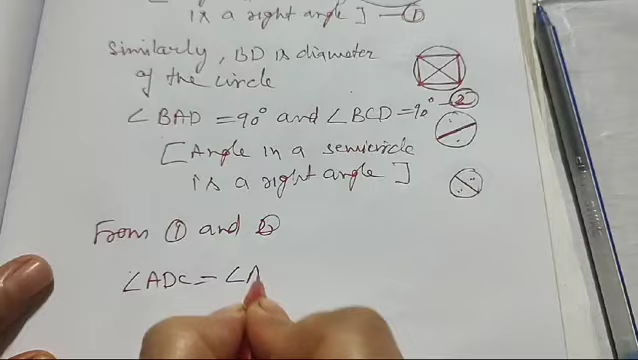 is a right angle] —①
Similarly, BD is diameter
of the circle
∠BAD = 90° and ∠BCD = 90° —②
[Angle in a semicircle
is a right angle]
From ① and ②
∠ADC = ∠A